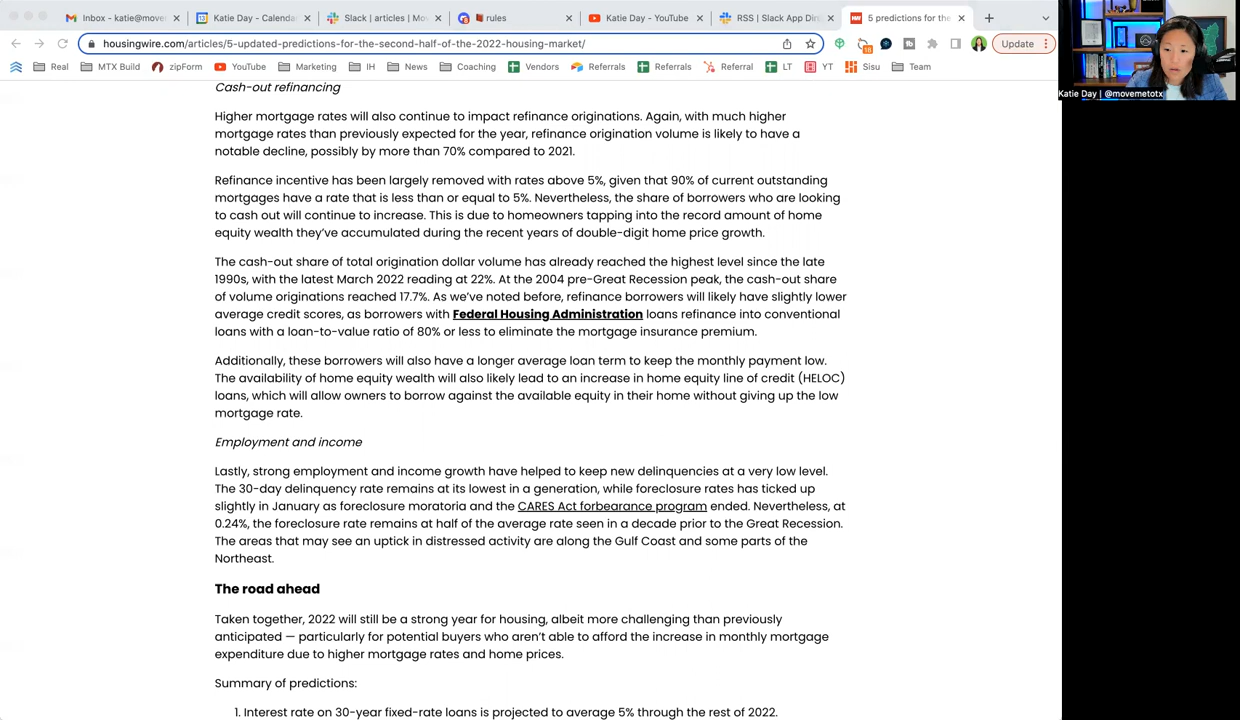 Inbox - katie@move
Katie Day - Calenda
Slack | articles | Mov
rules
Katie Day - YouTube
RSS | Slack App Dir
5 predictions for the
housingwire.com/articles/5-updated-predictions-for-the-second-half-of-the-2022-housing-market/
Update
Real
MTX Build
zipForm
YouTube
Marketing
IH
News
Coaching
Vendors
Referrals
Referrals
Referral
LT
YT
Sisu
Team
Katie Day | @movemetotx
Cash-out refinancing
Higher mortgage rates will also continue to impact refinance originations. Again, with much higher
mortgage rates than previously expected for the year, refinance origination volume is likely to have a
notable decline, possibly by more than 70% compared to 2021.
Refinance incentive has been largely removed with rates above 5%, given that 90% of current outstanding
mortgages have a rate that is less than or equal to 5%. Nevertheless, the share of borrowers who are looking
to cash out will continue to increase. This is due to homeowners tapping into the record amount of home
equity wealth they've accumulated during the recent years of double-digit home price growth.
The cash-out share of total origination dollar volume has already reached the highest level since the late
1990s, with the latest March 2022 reading at 22%. At the 2004 pre-Great Recession peak, the cash-out share
of volume originations reached 17.7%. As we've noted before, refinance borrowers will likely have slightly lower
average credit scores, as borrowers with Federal Housing Administration loans refinance into conventional
loans with a loan-to-value ratio of 80% or less to eliminate the mortgage insurance premium.
Additionally, these borrowers will also have a longer average loan term to keep the monthly payment low.
The availability of home equity wealth will also likely lead to an increase in home equity line of credit (HELOC)
loans, which will allow owners to borrow against the available equity in their home without giving up the low
mortgage rate.
Employment and income
Lastly, strong employment and income growth have helped to keep new delinquencies at a very low level.
The 30-day delinquency rate remains at its lowest in a generation, while foreclosure rates has ticked up
slightly in January as foreclosure moratoria and the CARES Act forbearance program ended. Nevertheless, at
0.24%, the foreclosure rate remains at half of the average rate seen in a decade prior to the Great Recession.
The areas that may see an uptick in distressed activity are along the Gulf Coast and some parts of the
Northeast.
The road ahead
Taken together, 2022 will still be a strong year for housing, albeit more challenging than previously
anticipated — particularly for potential buyers who aren't able to afford the increase in monthly mortgage
expenditure due to higher mortgage rates and home prices.
Summary of predictions:
1. Interest rate on 30-year fixed-rate loans is projected to average 5% through the rest of 2022.